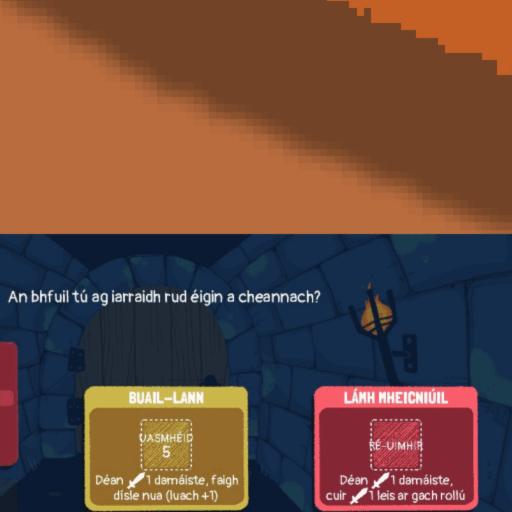 An bhfuil tú ag iarraidh rud éigin a cheannach?
BUAIL-LANN
UASMHÉID
5
Déan 1 damáiste, faigh
dísle nua (luach +1)
LÁMH MHEICNIÚIL
RÉ-UIMHIR
Déan 1 damáiste,
cuir 1 leis ar gach rollú